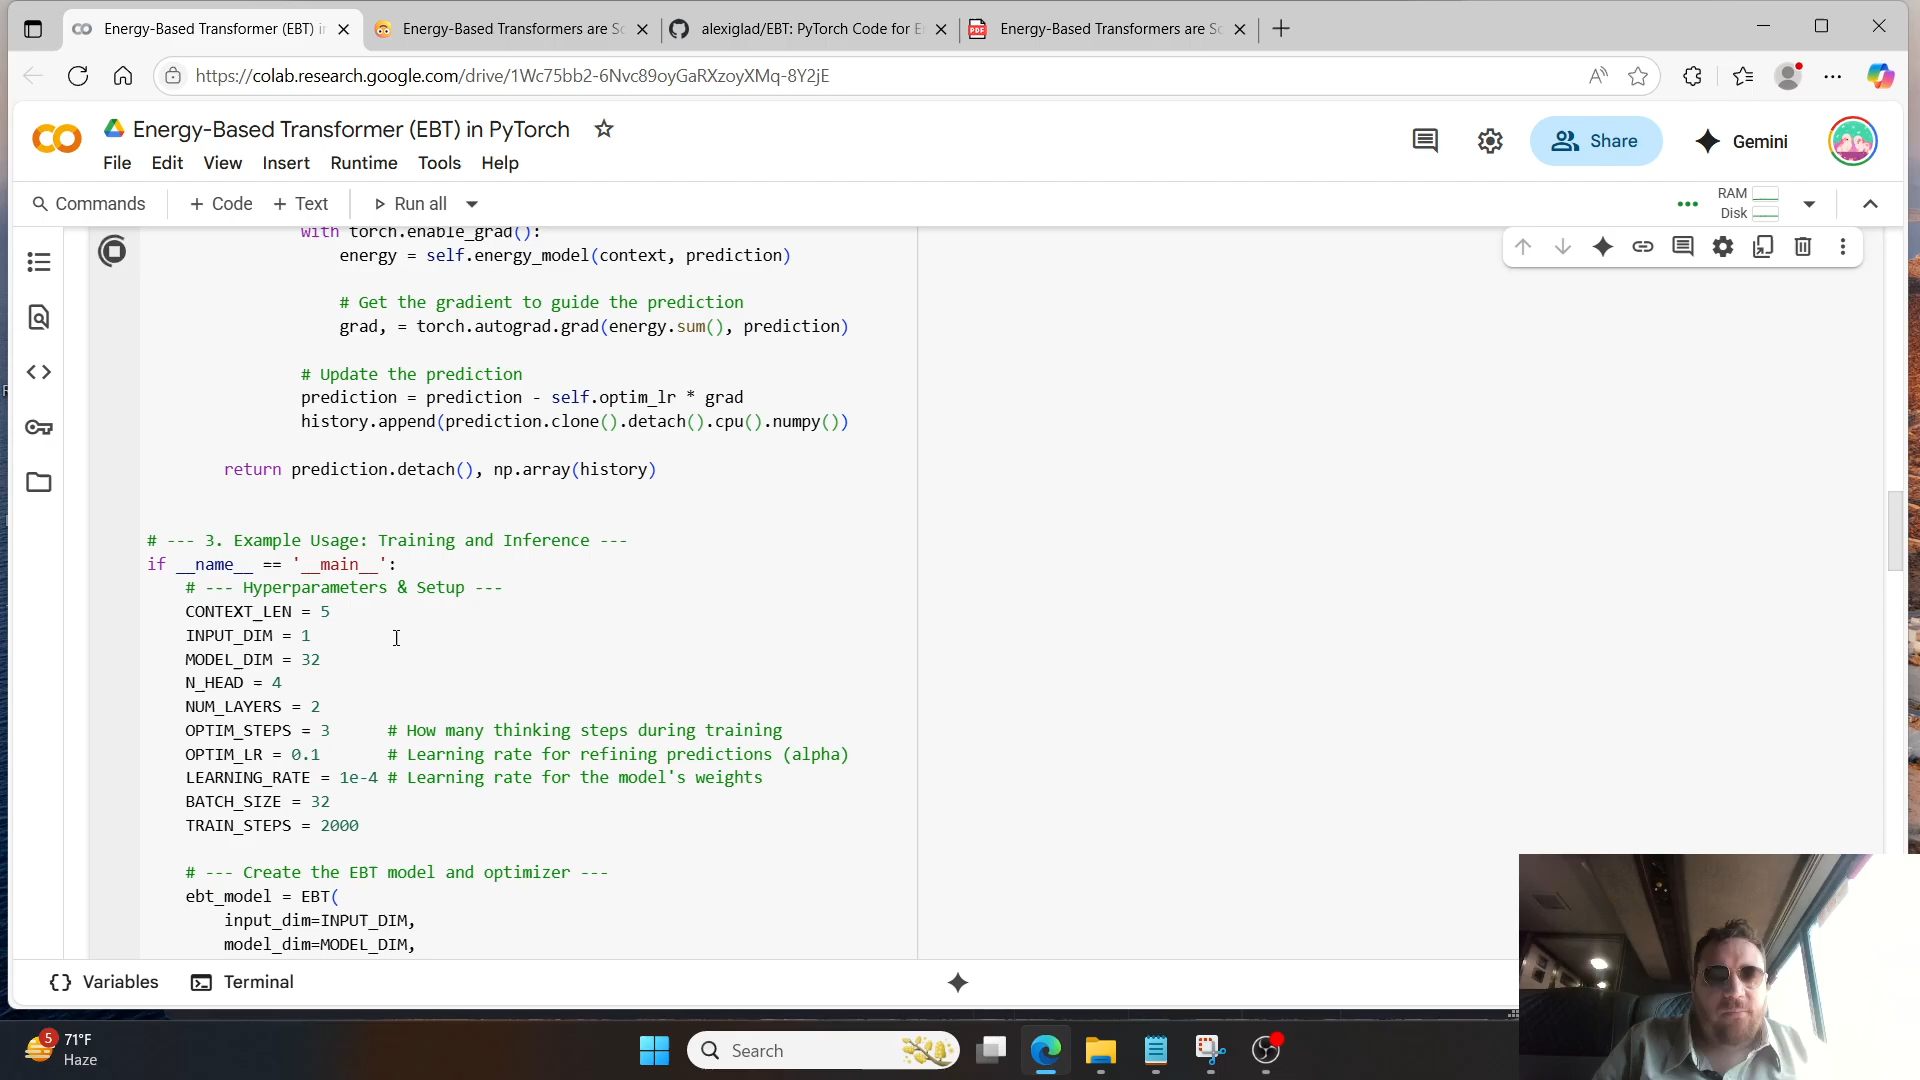 Energy-Based Transformer (EBT) in
Energy-Based Transformers are Sc
alexiglad/EBT: PyTorch Code for E
Energy-Based Transformers are Sc
https://colab.research.google.com/drive/1Wc75bb2-6Nvc89oyGaRXzoyXMq-8Y2jE
Energy-Based Transformer (EBT) in PyTorch
Share
Gemini
File Edit View Insert Runtime Tools Help
Commands + Code + Text Run all
RAM
Disk
with torch.enable_grad():
energy = self.energy_model(context, prediction)
# Get the gradient to guide the prediction
grad, = torch.autograd.grad(energy.sum(), prediction)
# Update the prediction
prediction = prediction - self.optim_lr * grad
history.append(prediction.clone().detach().cpu().numpy())
return prediction.detach(), np.array(history)
# --- 3. Example Usage: Training and Inference ---
if __name__ == '__main__':
# --- Hyperparameters & Setup ---
CONTEXT_LEN = 5
INPUT_DIM = 1
MODEL_DIM = 32
N_HEAD = 4
NUM_LAYERS = 2
OPTIM_STEPS = 3 # How many thinking steps during training
OPTIM_LR = 0.1 # Learning rate for refining predictions (alpha)
LEARNING_RATE = 1e-4 # Learning rate for the model's weights
BATCH_SIZE = 32
TRAIN_STEPS = 2000
# --- Create the EBT model and optimizer ---
ebt_model = EBT(
input_dim=INPUT_DIM,
model_dim=MODEL_DIM,
{} Variables Terminal
5
71°F
Haze
Search